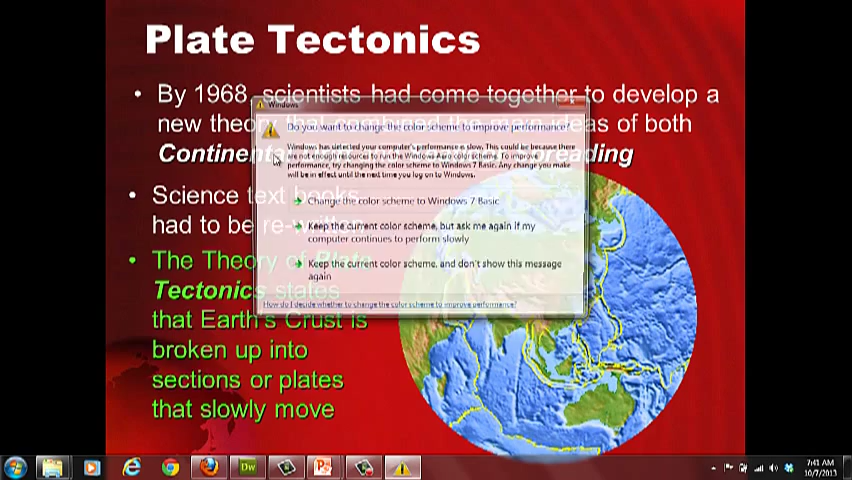 Plate Tectonics
• By 1968, scientists had come together to develop a
new theory that combined the main ideas of both
Continental reading
• Science text books
had to be re-written
• The Theory of Plate
Tectonics states
that Earth's Crust is
broken up into
sections or plates
that slowly move
Windows
Do you want to change the color scheme to improve performance?
Windows has detected your computer's performance is slow. This could be because there
are not enough resources to run the Windows Aero color scheme. To improve
performance, try changing the color scheme to Windows 7 Basic. Any change you make
will be in effect until the next time you log on to Windows.
Change the color scheme to Windows 7 Basic
Keep the current color scheme, but ask me again if my
computer continues to perform slowly
Keep the current color scheme, and don't show this message
again
How do I decide whether to change the color scheme to improve performance?
Dw
7:41 AM
10/7/2013